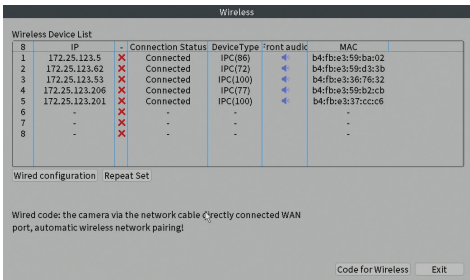 Wireless
Wireless Device List
8 IP - Connection Status DeviceType Front audio MAC
1 172.25.123.5 Connected IPC(86) b4:fb:e3:59:ba:02
2 172.25.123.62 Connected IPC(72) b4:fb:e3:59:d3:3b
3 172.25.123.53 Connected IPC(100) b4:fb:e3:36:76:32
4 172.25.123.206 Connected IPC(77) b4:fb:e3:59:b2:cb
5 172.25.123.201 Connected IPC(100) b4:fb:e3:37:cc:c6
6 - - -
7 - - -
8 - - -
Wired configuration Repeat Set
Wired code: the camera via the network cable directly connected WAN
port, automatic wireless network pairing!
Code for Wireless Exit